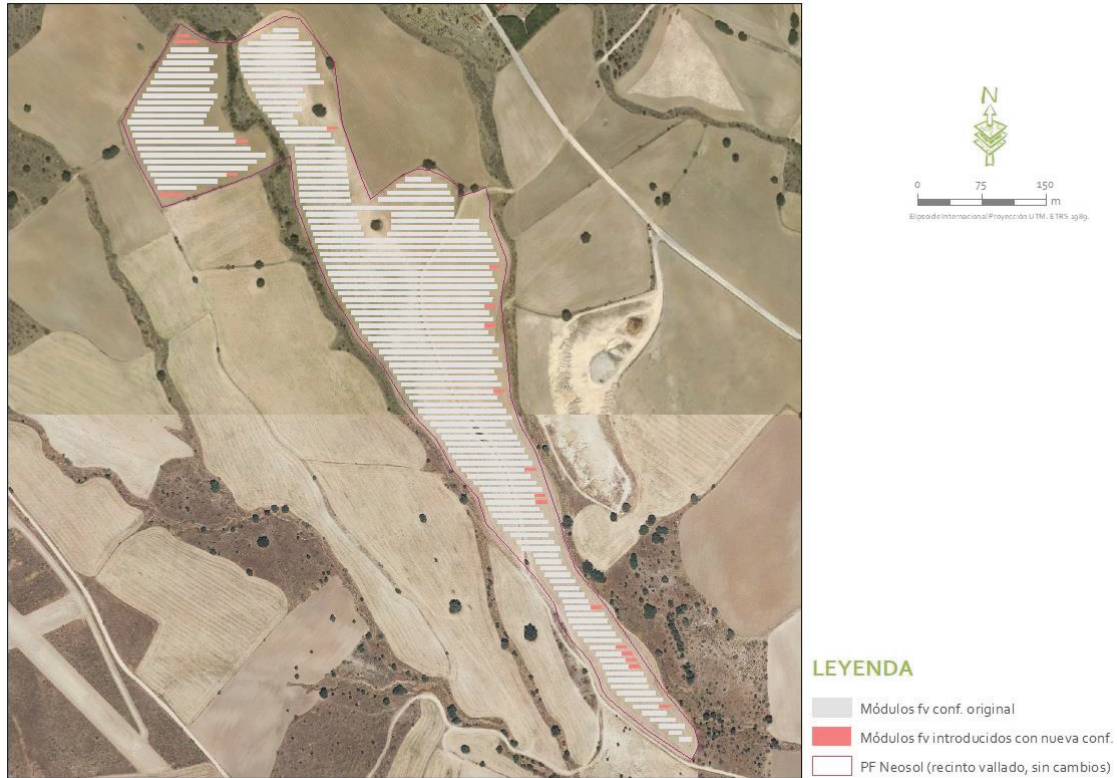 N
0 75 150
m
Elipsoide Internacional Proyección UTM. ETRS 1989.
LEYENDA
Módulos fv conf. original
Módulos fv introducidos con nueva conf.
PF Neosol (recinto vallado, sin cambios)